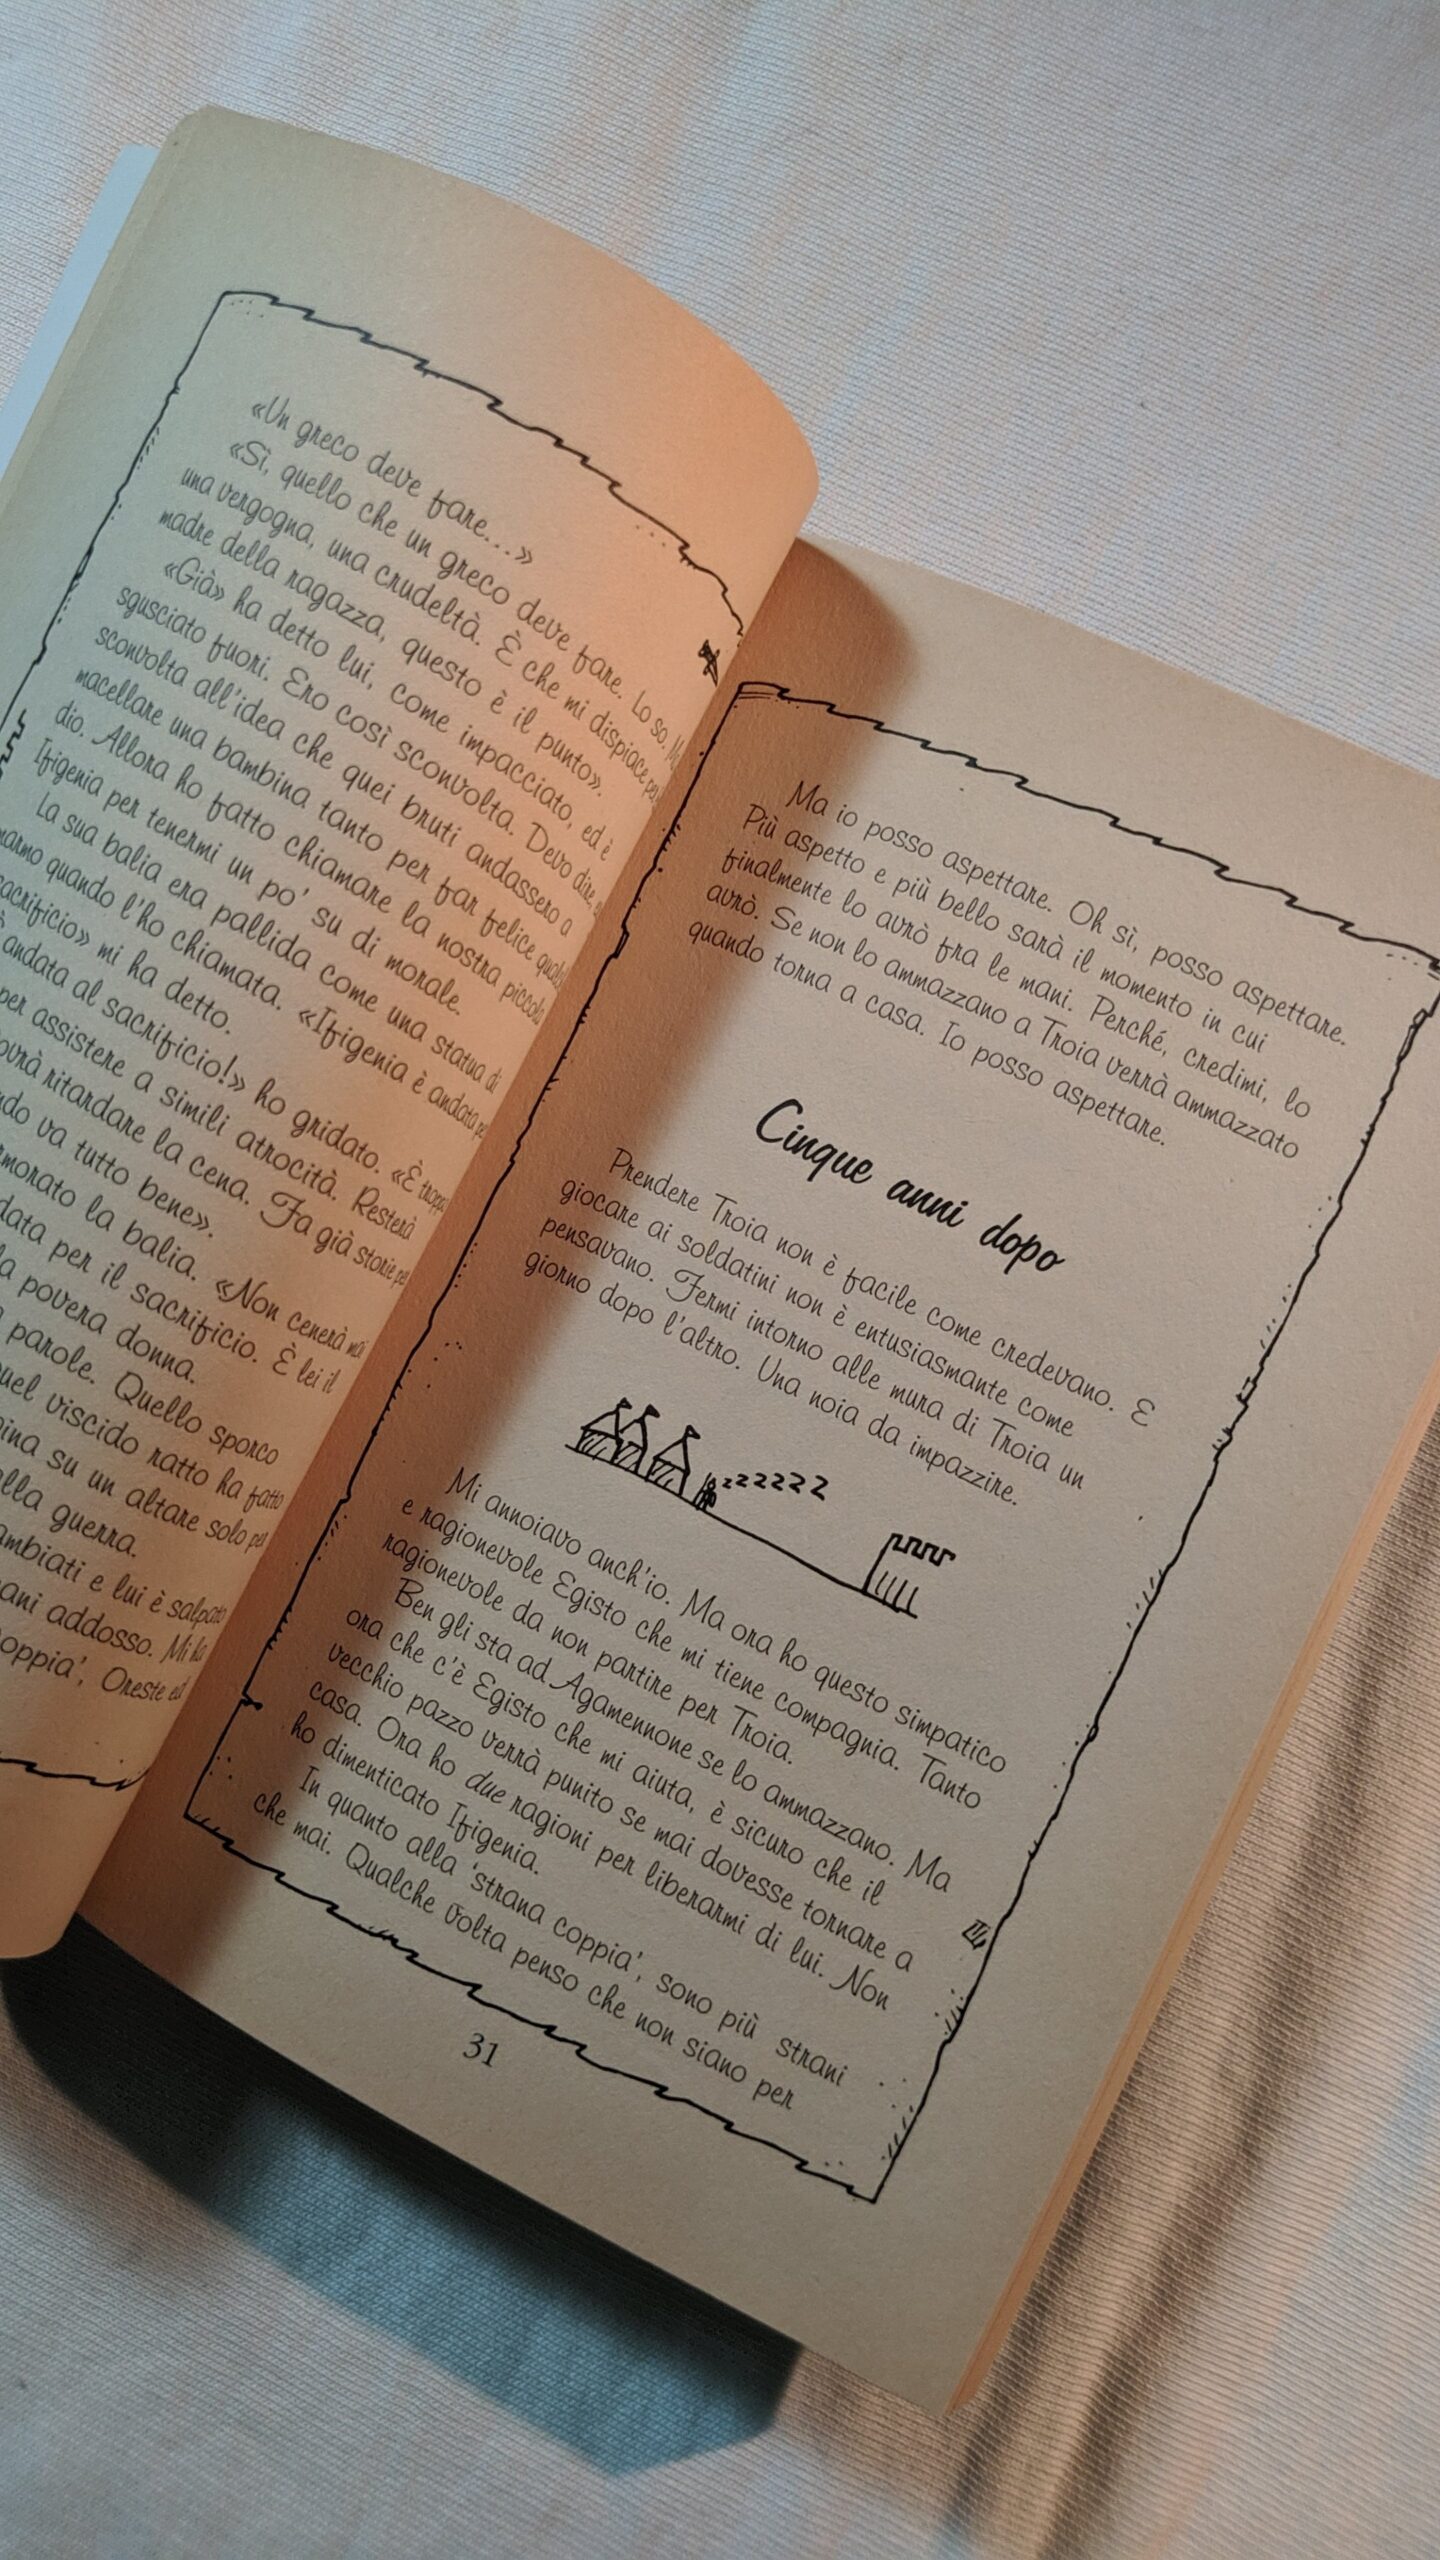 «Un greco deve fare...»
«Sì, quello che un greco deve fare. Lo so. Ma
una vergogna, una crudeltà. È che mi dispiace per
madre della ragazza, questo è il punto».
«Già» ha detto lui, come impacciato, ed è
sgusciato fuori. Ero così sconvolta. Devo dire
sconvolta all'idea che quei bruti andassero a
macellare una bambina tanto per far felice qualche
dio. Allora ho fatto chiamare la nostra piccola
Ifigenia per tenermi un po' su di morale.
La sua balia era pallida come una statua di
marmo quando l'ho chiamata. «Ifigenia è andata per
sacrificio» mi ha detto.
andata al sacrificio!» ho gridato. «È troppo
per assistere a simili atrocità. Resterà
ritardare la cena. Fa già storie per
va tutto bene».
la balia. «Non cenerà mai
per il sacrificio. È lei il
povera donna.
parole. Quello sporco
viscido ratto ha fatto
su un altare solo per
guerra.
e lui è salpato
addosso. Mi ha
coppia', Oreste ed
Ma io posso aspettare. Oh sì, posso aspettare.
Più aspetto e più bello sarà il momento in cui
finalmente lo avrò fra le mani. Perché, credimi, lo
avrò. Se non lo ammazzano a Troia verrà ammazzato
quando torna a casa. Io posso aspettare.
Cinque anni dopo
Prendere Troia non è facile come credevano. E
giocare ai soldatini non è entusiasmante come
pensavano. Fermi intorno alle mura di Troia un
giorno dopo l'altro. Una noia da impazzire.
zzzzzzz
Mi annoiavo anch'io. Ma ora ho questo simpatico
e ragionevole Egisto che mi tiene compagnia. Tanto
ragionevole da non partire per Troia.
Ben gli sta ad Agamennone se lo ammazzano. Ma
ora che c'è Egisto che mi aiuta, è sicuro che il
vecchio pazzo verrà punito se mai dovesse tornare a
casa. Ora ho due ragioni per liberarmi di lui. Non
ho dimenticato Ifigenia.
In quanto alla 'strana coppia', sono più strani
che mai. Qualche volta penso che non siano per
31